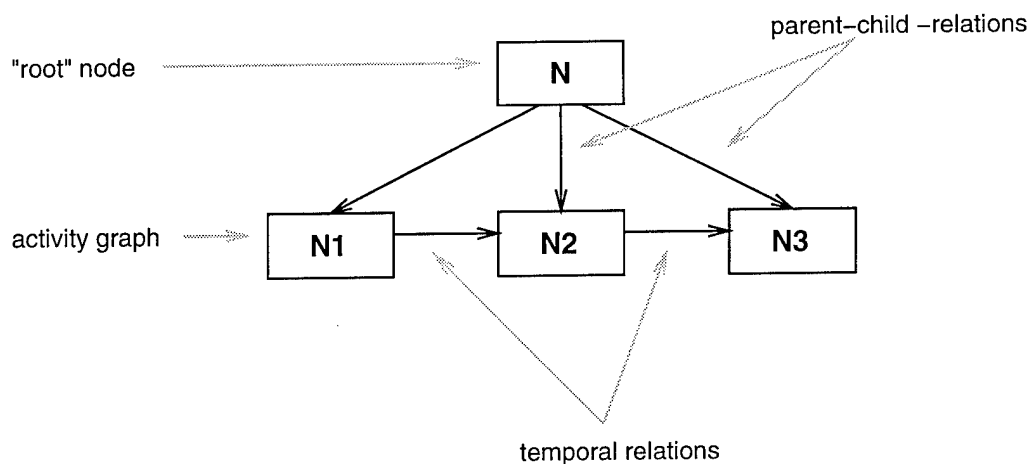 parent–child –relations
"root" node
N
activity graph
N1
N2
N3
temporal relations